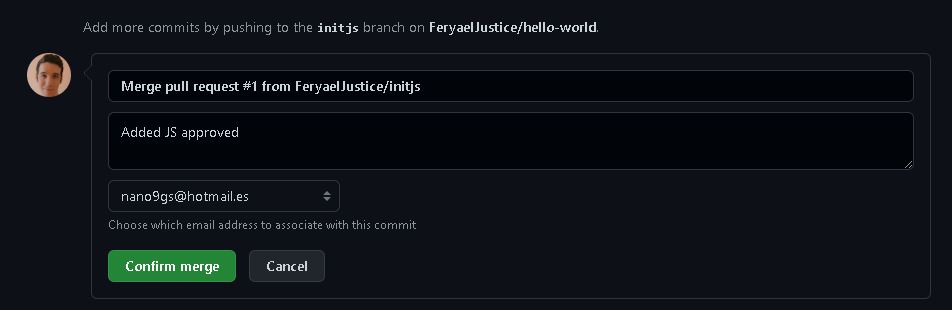 Add more commits by pushing to the initjs branch on FeryaelJustice/hello-world.
Merge pull request #1 from FeryaelJustice/initjs
Added JS approved
nano9gs@hotmail.es
Choose which email address to associate with this commit
Confirm merge Cancel